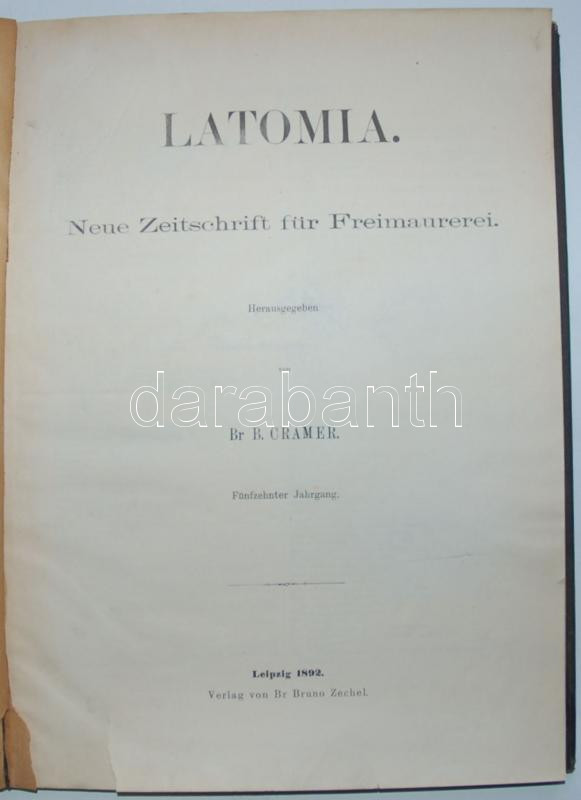 LATOMIA.
Neue Zeitschrift für Freimaurerei.
Herausgegeben
darabanth
Br B. CRAMER.
Fünfzehnter Jahrgang.
Leipzig 1892.
Verlag von Br Bruno Zechel.